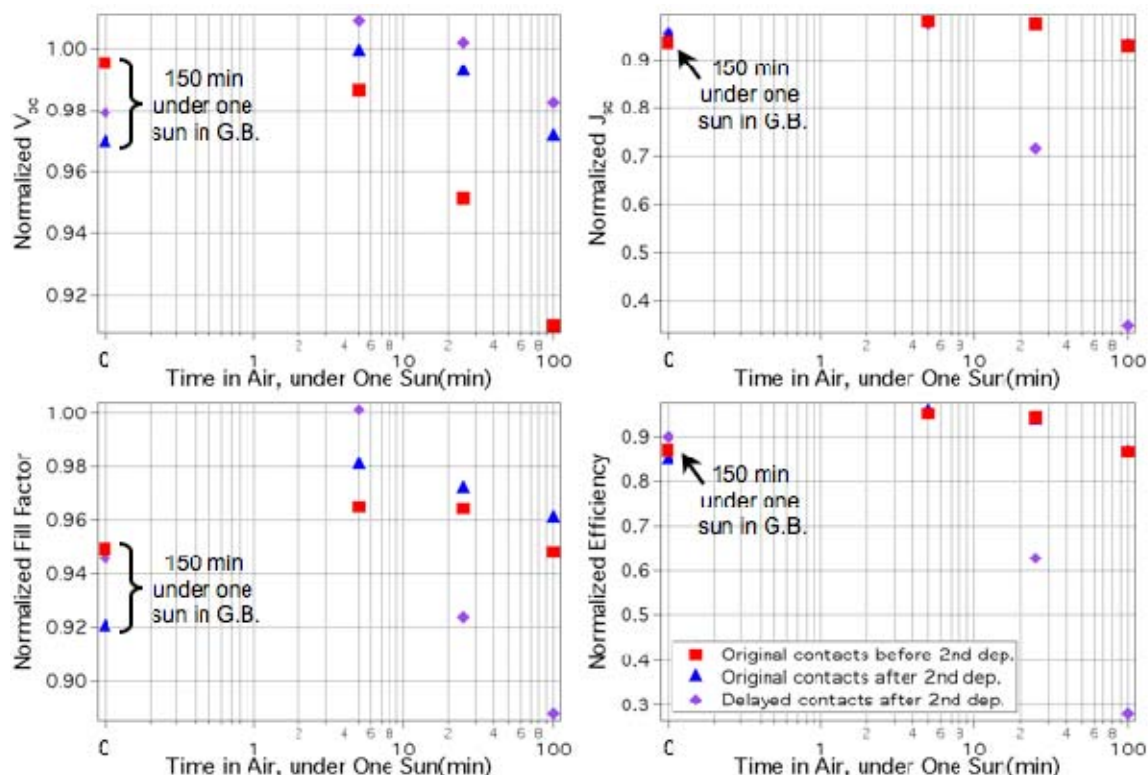 Normalized Voc
1.00
0.98
0.96
0.94
0.92
150 min
under one
sun in G.B.
C
1
2
4
6
8
10
2
4
6
8
100
Time in Air, under One Sun(min)
Normalized Jsc
0.9
0.8
0.7
0.6
0.5
0.4
150 min
under one
sun in G.B.
C
1
2
4
6
8
10
2
4
6
8
100
Time in Air, under One Sun(min)
Normalized Fill Factor
1.00
0.98
0.96
0.94
0.92
0.90
150 min
under one
sun in G.B.
C
1
2
4
6
8
10
2
4
6
8
100
Time in Air, under One Sun(min)
Normalized Efficiency
0.9
0.8
0.7
0.6
0.5
0.4
0.3
150 min
under one
sun in G.B.
Original contacts before 2nd dep.
Original contacts after 2nd dep.
Delayed contacts after 2nd dep.
C
1
2
4
6
8
10
2
4
6
8
100
Time in Air, under One Sun(min)